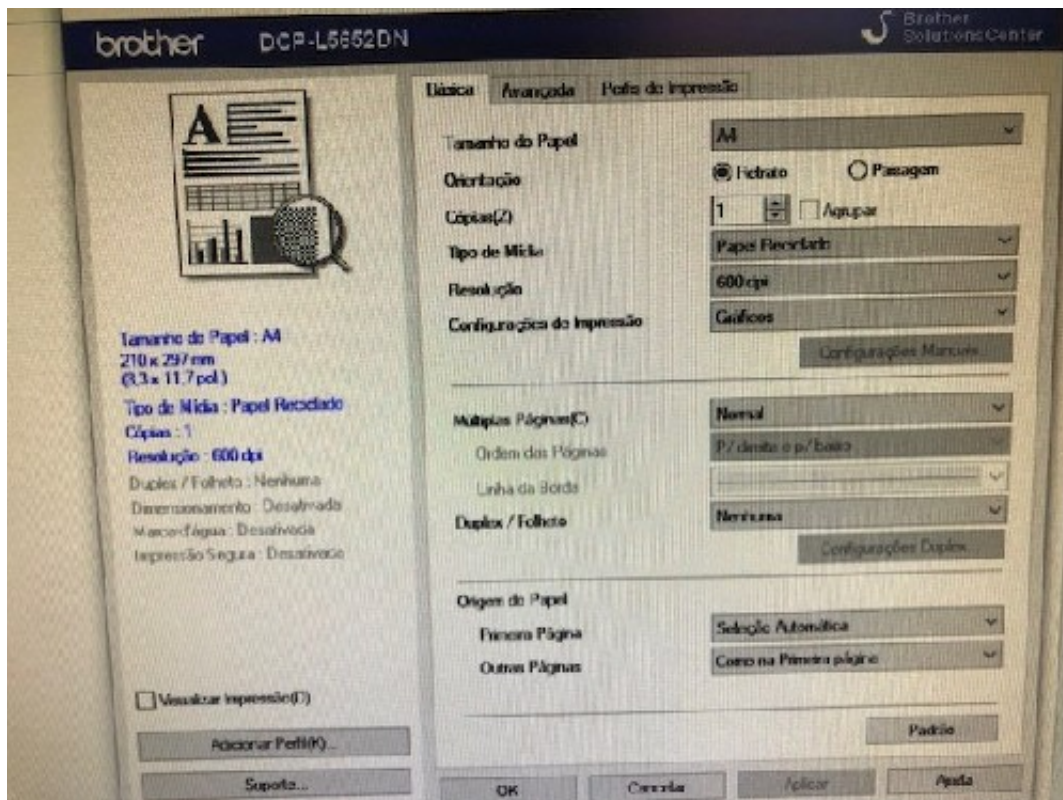 brother DCP-L5652DN
Brother
SolutionsCenter
Básica Avançada Perfis de Impressão
Tamanho do Papel A4
Orientação Retrato Paisagem
Cópias(Z) 1 Agrupar
Tipo de Mídia Papel Reciclado
Resolução 600 dpi
Configurações de Impressão Gráficos
Configurações Manuais...
Múltiplas Páginas(C) Normal
Ordem das Páginas P/ direita e p/ baixo
Linha da Borda
Duplex / Folheto Nenhuma
Configurações Duplex...
Origem do Papel
Primeira Página Seleção Automática
Outras Páginas Como na Primeira página
Padrão
OK Cancelar Aplicar Ajuda
A
Tamanho do Papel : A4
210 x 297 mm
(8.3 x 11.7 pol.)
Tipo de Mídia : Papel Reciclado
Cópias : 1
Resolução : 600 dpi
Duplex / Folheto : Nenhuma
Dimensionamento : Desativada
Marca-d'água : Desativada
Impressão Segura : Desativada
Visualizar Impressão(D)
Adicionar Perfil(K)...
Suporte...